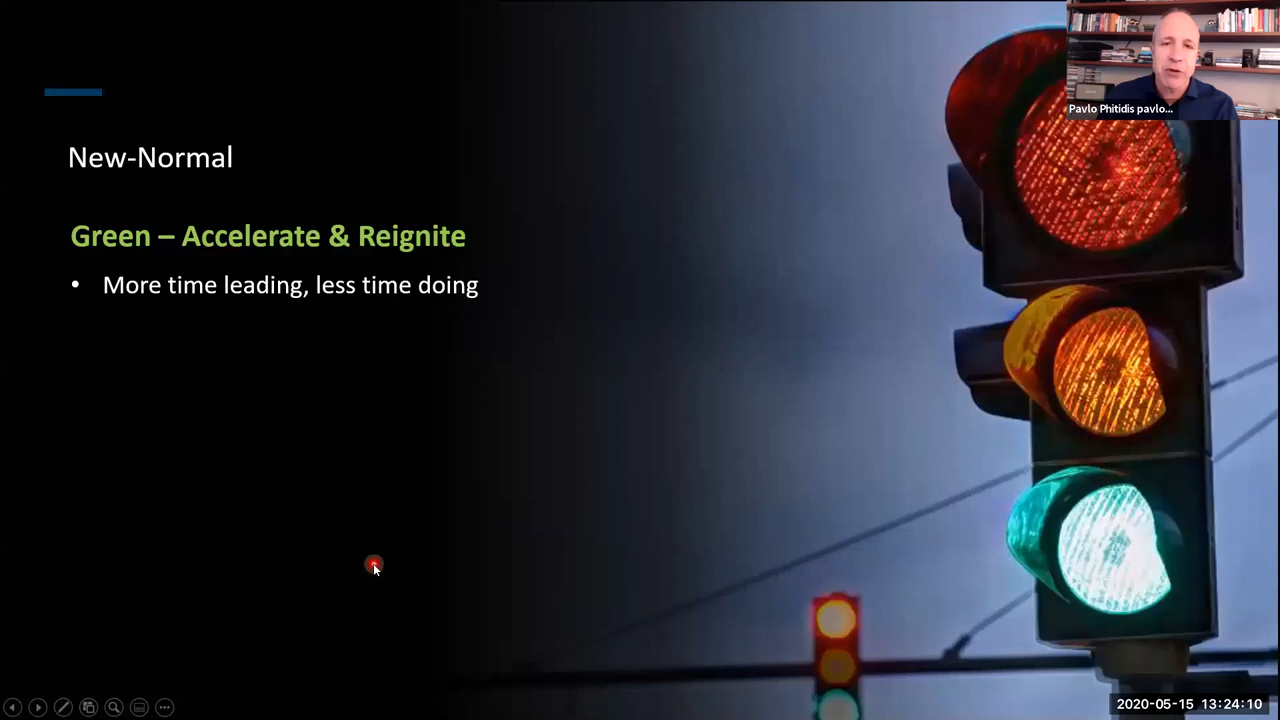 Pavlo Phitidis pavlo...
New-Normal
Green – Accelerate & Reignite
• More time leading, less time doing
2020-05-15 13:24:10